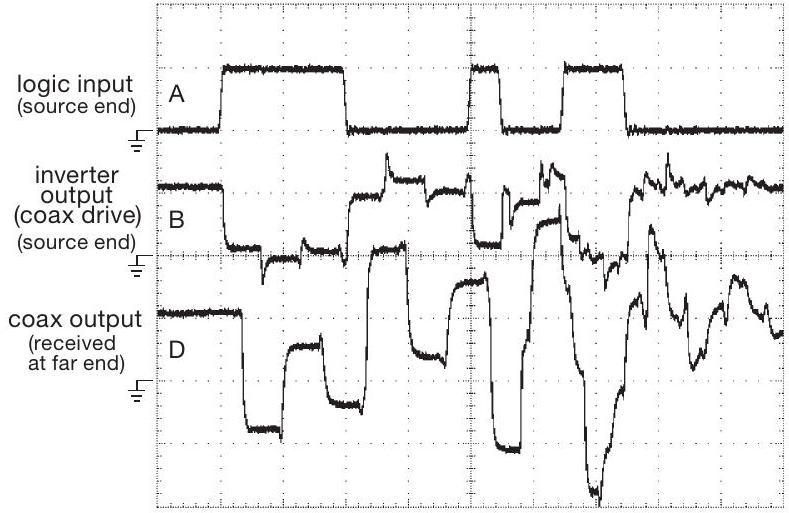 logic input
(source end)
A
inverter
output
(coax drive)
(source end)
B
coax output
(received
at far end)
D